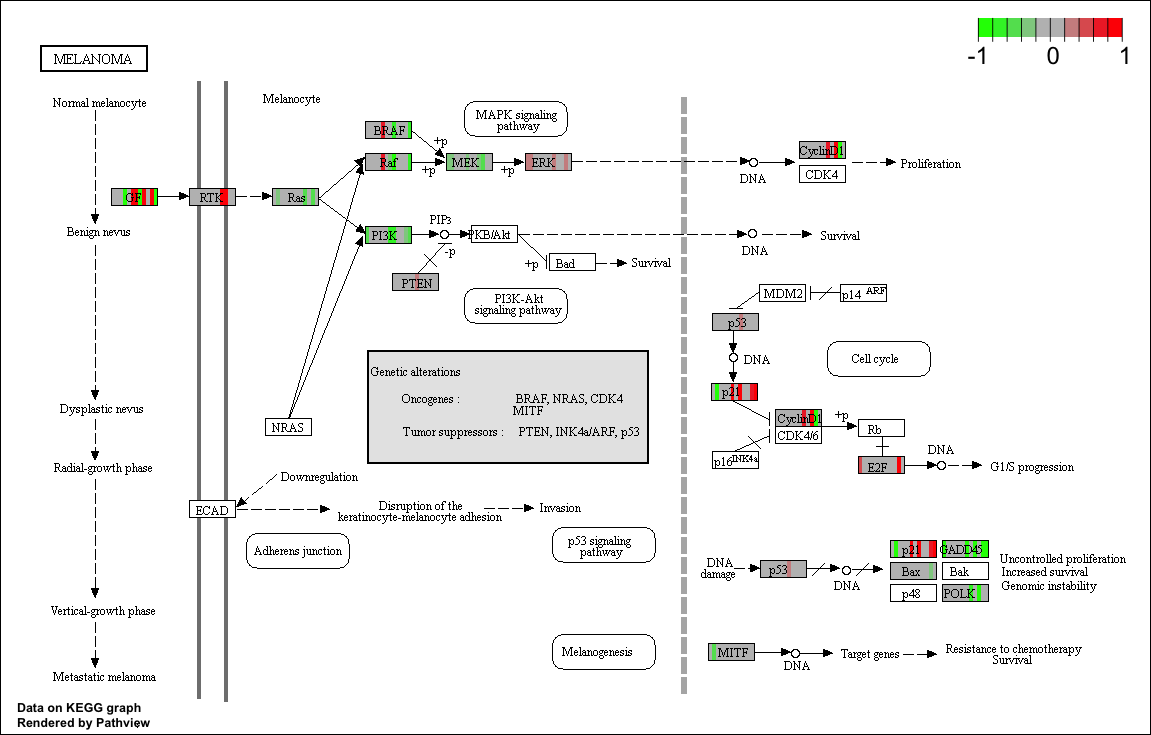 -1 0 1
MELANOMA
Normal melanocyte
Melanocyte
MAPK signaling
pathway
BRAF
+p
Raf
+p
MEK
+p
ERK
DNA
CyclinD1
CDK4
Proliferation
GF
RTK
Ras
Benign nevus
PI3K
PIP3
-p
PKB/Akt
+p
Bad
Survival
DNA
Survival
PTEN
PI3K-Akt
signaling pathway
MDM2
p14 ARF
p53
DNA
Cell cycle
Genetic alterations
Oncogenes : BRAF, NRAS, CDK4
MITF
Tumor suppressors : PTEN, INK4a/ARF, p53
p21
Dysplastic nevus
NRAS
CyclinD1
CDK4/6
+p
Rb
p16 INK4a
E2F
DNA
G1/S progression
Radial-growth phase
Downregulation
ECAD
Disruption of the
keratinocyte-melanocyte adhesion
Invasion
Adherens junction
p53 signaling
pathway
DNA
damage
p53
DNA
p21
GADD45
Bax
Bak
p48
POLK
Uncontrolled proliferation
Increased survival
Genomic instability
Vertical-growth phase
Melanogenesis
MITF
DNA
Target genes
Resistance to chemotherapy
Survival
Metastatic melanoma
Data on KEGG graph
Rendered by Pathview